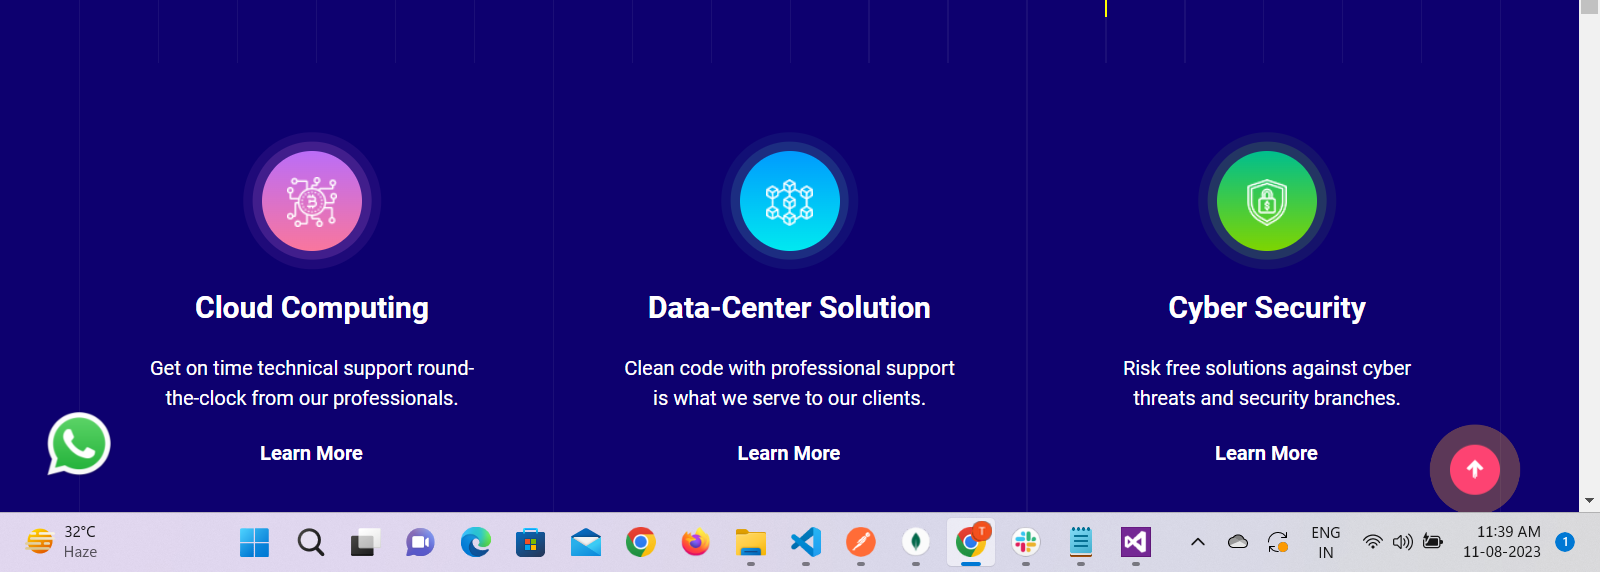 Cloud Computing
Get on time technical support round-
the-clock from our professionals.
Learn More
Data-Center Solution
Clean code with professional support
is what we serve to our clients.
Learn More
Cyber Security
Risk free solutions against cyber
threats and security branches.
Learn More
32°C
Haze
T
ENG
IN
11:39 AM
11-08-2023
1